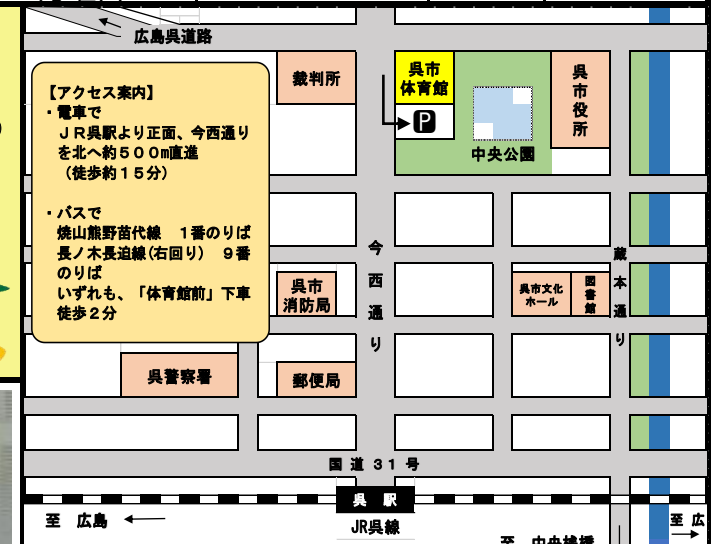 広島呉道路
【アクセス案内】
・電車で
ＪＲ呉駅より正面、今西通り
を北へ約５００ｍ直進
（徒歩約１５分）
・バスで
焼山熊野苗代線　１番のりば
長ノ木長迫線(右回り)　９番
のりば
いずれも、「体育館前」下車
徒歩２分
裁判所
呉市
体育館
P
中央公園
呉市役所
今西通り
蔵本通り
呉市
消防局
呉市文化
ホール
図書館
呉警察署
郵便局
国道３１号
呉駅
至　広島
JR呉線
至　広
至　中央桟橋